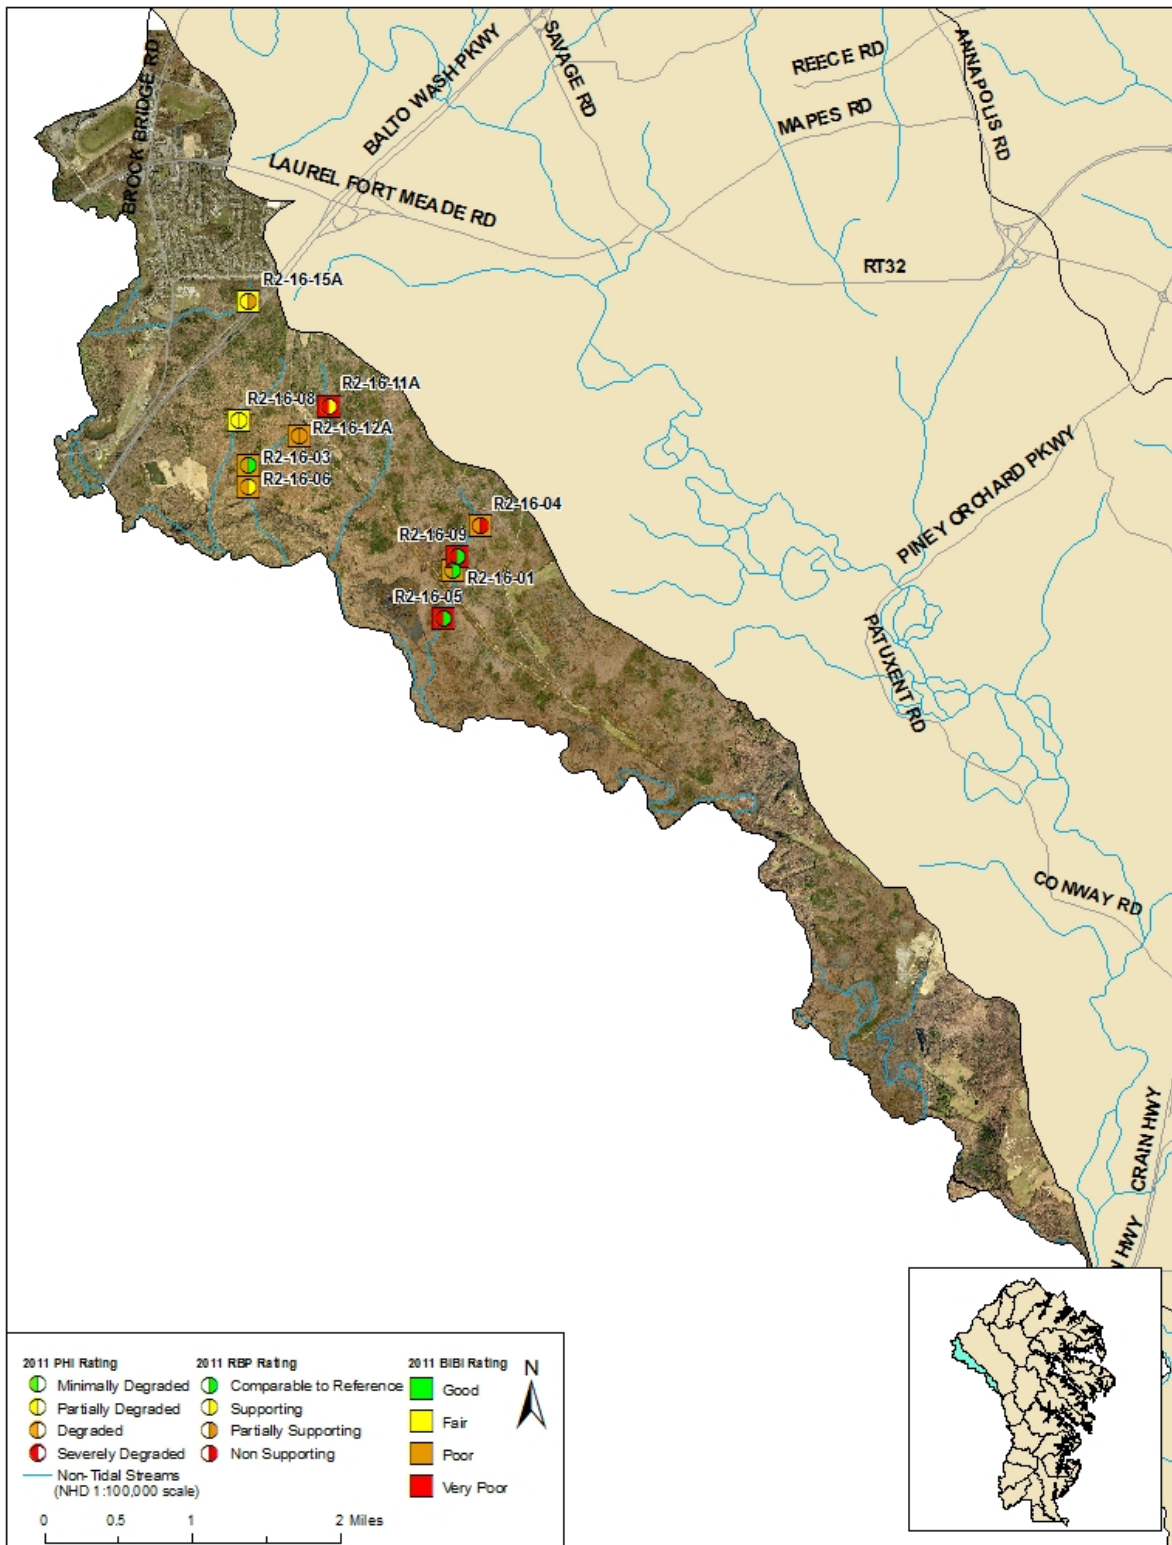 BROCK BRIDGE RD
BALTO WASH PKWY
SAVAGE RD
REECE RD
MAPES RD
ANNAPOLIS RD
LAUREL FORT MEADE RD
RT32
R2-16-15A
R2-16-11A
R2-16-08
R2-16-12A
R2-16-03
R2-16-06
R2-16-04
R2-16-09
R2-16-01
R2-16-05
PINEY ORCHARD PKWY
PATUXENT RD
CONWAY RD
CRAIN HWY
N HWY
2011 PHI Rating
Minimally Degraded
Partially Degraded
Degraded
Severely Degraded
Non-Tidal Streams
(NHD 1:100,000 scale)
2011 RBP Rating
Comparable to Reference
Supporting
Partially Supporting
Non Supporting
2011 BIBI Rating
Good
Fair
Poor
Very Poor
N
0 0.5 1 2 Miles